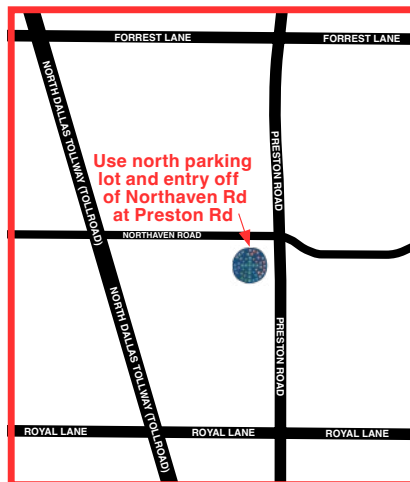 FORREST LANE
FORREST LANE
NORTH DALLAS TOLLWAY (TOLLROAD)
PRESTON ROAD
Use north parking
lot and entry off
of Northaven Rd
at Preston Rd
NORTHAVEN ROAD
NORTH DALLAS TOLLWAY (TOLLROAD)
PRESTON ROAD
ROYAL LANE
ROYAL LANE
ROYAL LANE